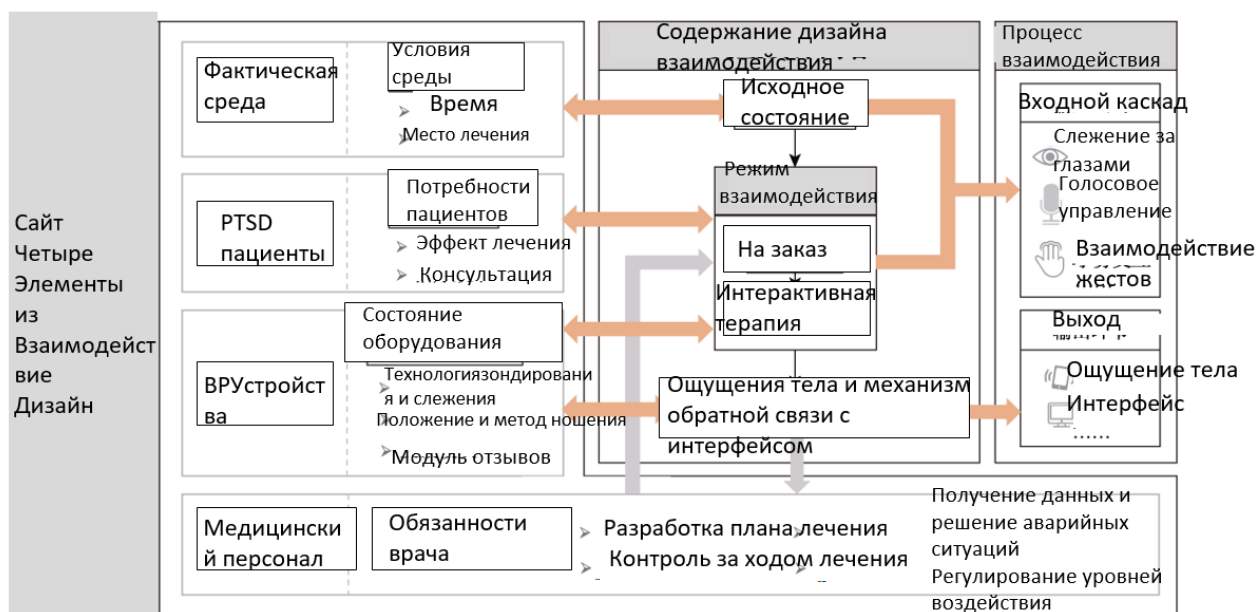 Сайт
Четыре
Элементы
из
Взаимодейст
вие
Дизайн
Фактическая
среда
Условия
среды
Время
Место лечения
PTSD
пациенты
Потребности
пациентов
Эффект лечения
Консультация
ВРУстройст
ва
Состояние
оборудования
Технологиязондировани
я и слежения
Положение и метод ношения
Модуль отзывов
Медицински
й персонал
Обязанности
врача
Разработка плана лечения
Контроль за ходом лечения
Получение данных и
решение аварийных
ситуаций
Регулирование уровней
воздействия
Содержание дизайна
взаимодействия
Исходное
состояние
Режим
взаимодействия
На заказ
Интерактивная
терапия
Ощущения тела и механизм
обратной связи с
интерфейсом
Процесс
взаимодействия
Входной каскад
Слежение за
глазами
Голосовое
управление
Взаимодействие
жестов
Выход
Ощущение тела
Интерфейс
......